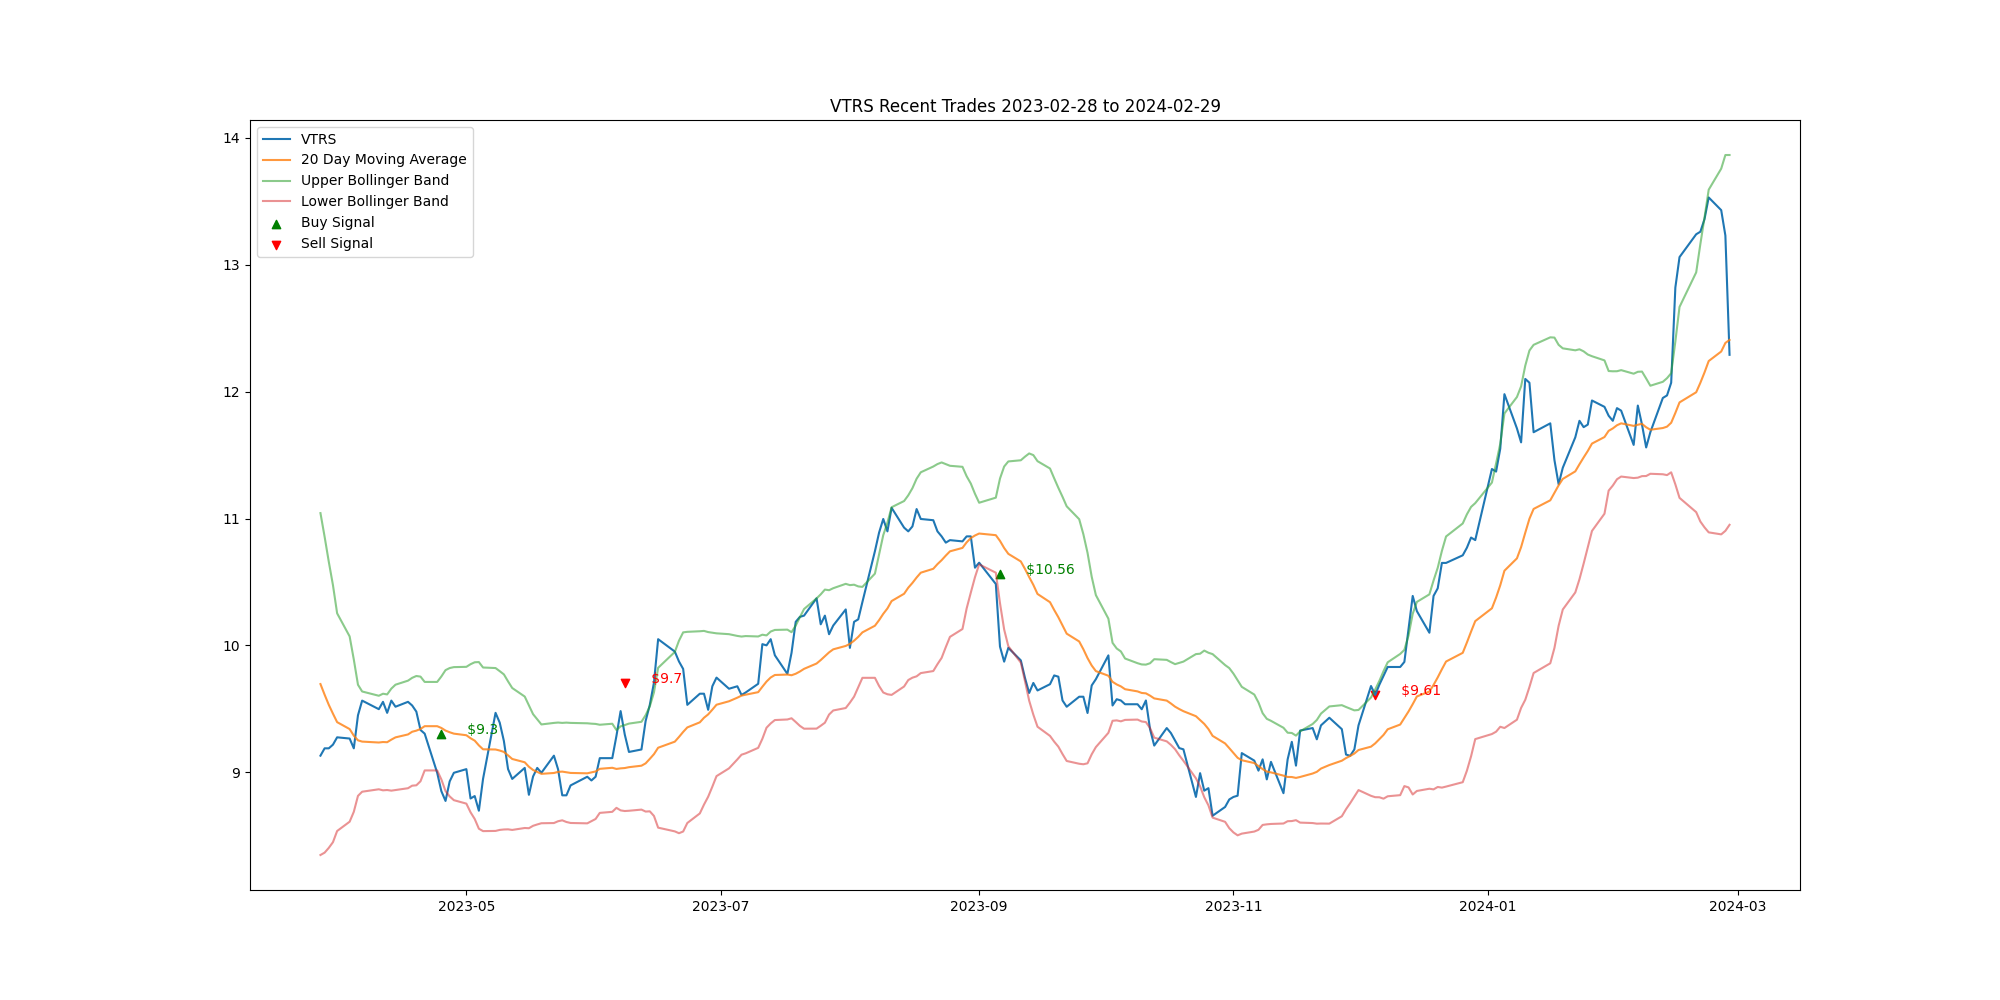 VTRS Recent Trades 2023-02-28 to 2024-02-29
14
13
12
11
10
9
VTRS
20 Day Moving Average
Upper Bollinger Band
Lower Bollinger Band
Buy Signal
Sell Signal
$9.3
$9.7
$10.56
$9.61
2023-05
2023-07
2023-09
2023-11
2024-01
2024-03